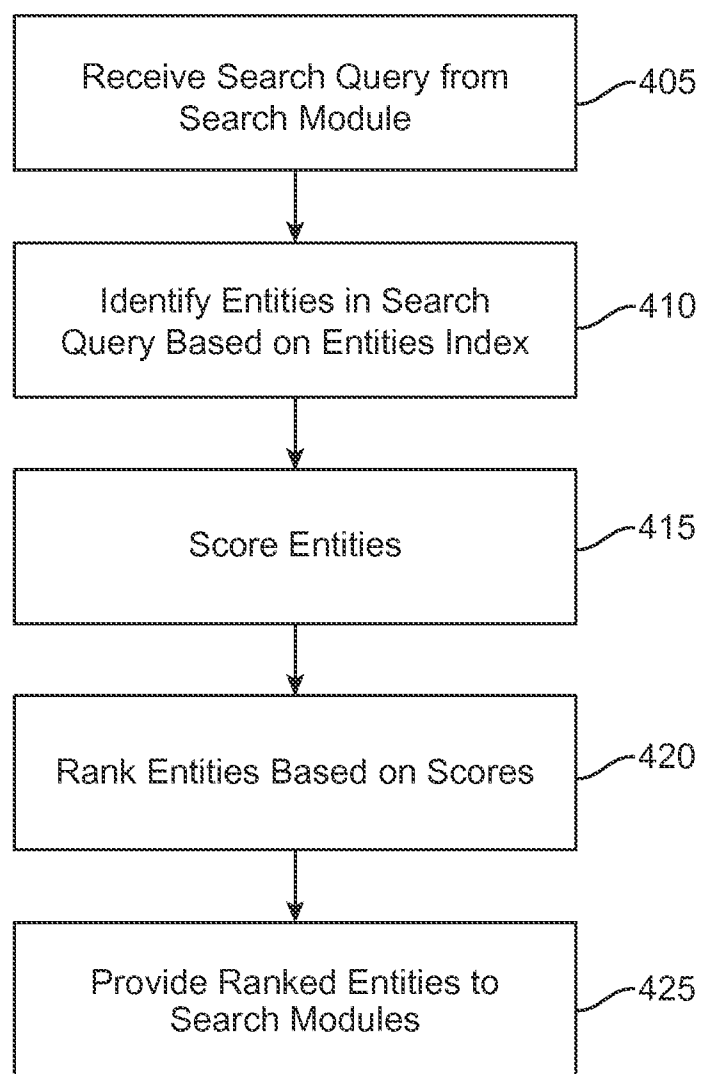 Receive Search Query from
Search Module
405
Identify Entities in Search
Query Based on Entities Index
410
Score Entities
415
Rank Entities Based on Scores
420
Provide Ranked Entities to
Search Modules
425